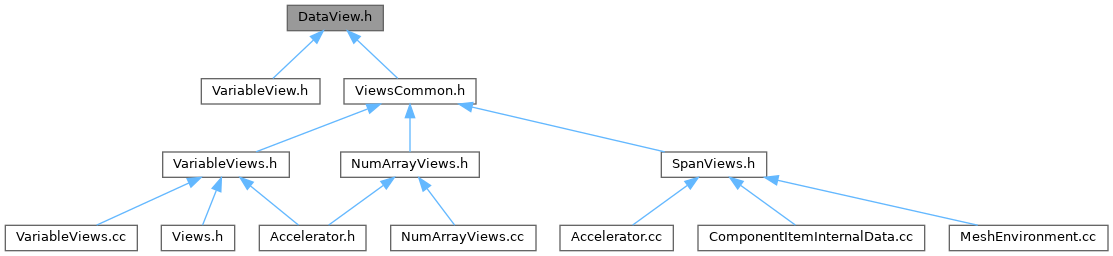 DataView.h
VariableView.h
ViewsCommon.h
VariableViews.h
NumArrayViews.h
SpanViews.h
VariableViews.cc
Views.h
Accelerator.h
NumArrayViews.cc
Accelerator.cc
ComponentItemInternalData.cc
MeshEnvironment.cc